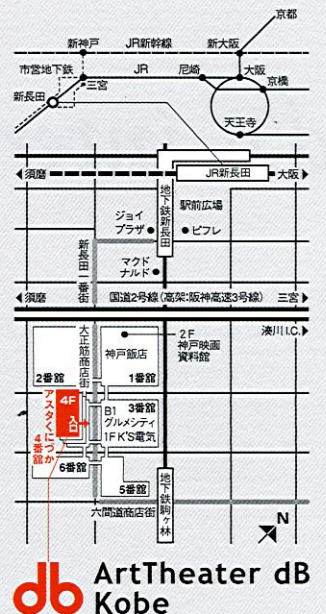 京都
新神戸 JR新幹線 新大阪
市営地下鉄 JR 尼崎 大阪
三宮 京橋
新長田
天王寺
須磨 JR新長田 大阪
地下鉄新長田
駅前広場
ジョイ
プラザ
ピフレ
新長田一番街
マクド
ナルド
須磨 国道2号線(高架:阪神高速3号線) 三宮
湊川I.C.
大正筋商店街
神戸飯店
2F
神戸映画
資料館
2番館 1番館
アスタくにづか
4番館
4F
入口
3番館
B1
グルメシティ
1F K'S電気
6番館
5番館
地下鉄駒ヶ林
六間道商店街
N
db ArtTheater dB
Kobe